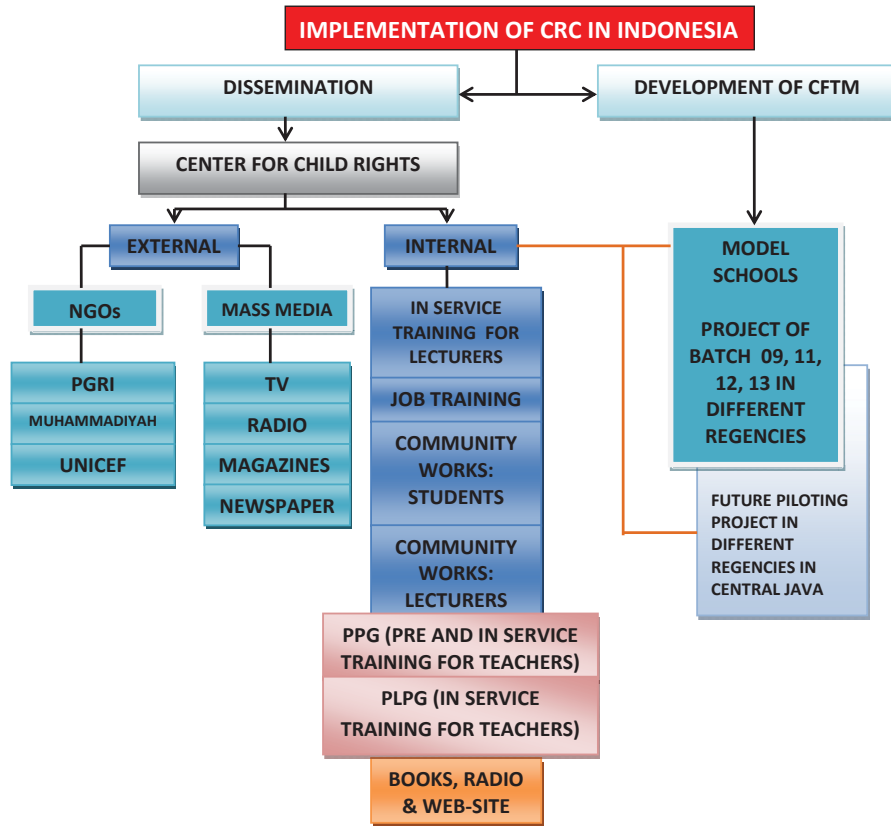 IMPLEMENTATION OF CRC IN INDONESIA
DISSEMINATION
DEVELOPMENT OF CFTM
CENTER FOR CHILD RIGHTS
EXTERNAL
INTERNAL
NGOs
MASS MEDIA
PGRI
MUHAMMADIYAH
UNICEF
TV
RADIO
MAGAZINES
NEWSPAPER
IN SERVICE
TRAINING FOR
LECTURERS
JOB TRAINING
COMMUNITY
WORKS:
STUDENTS
COMMUNITY
WORKS:
LECTURERS
PPG (PRE AND IN SERVICE
TRAINING FOR TEACHERS)
PLPG (IN SERVICE
TRAINING FOR TEACHERS)
BOOKS, RADIO
& WEB-SITE
MODEL
SCHOOLS
PROJECT OF
BATCH 09, 11,
12, 13 IN
DIFFERENT
REGENCIES
FUTURE PILOTING
PROJECT IN
DIFFERENT
REGENCIES IN
CENTRAL JAVA